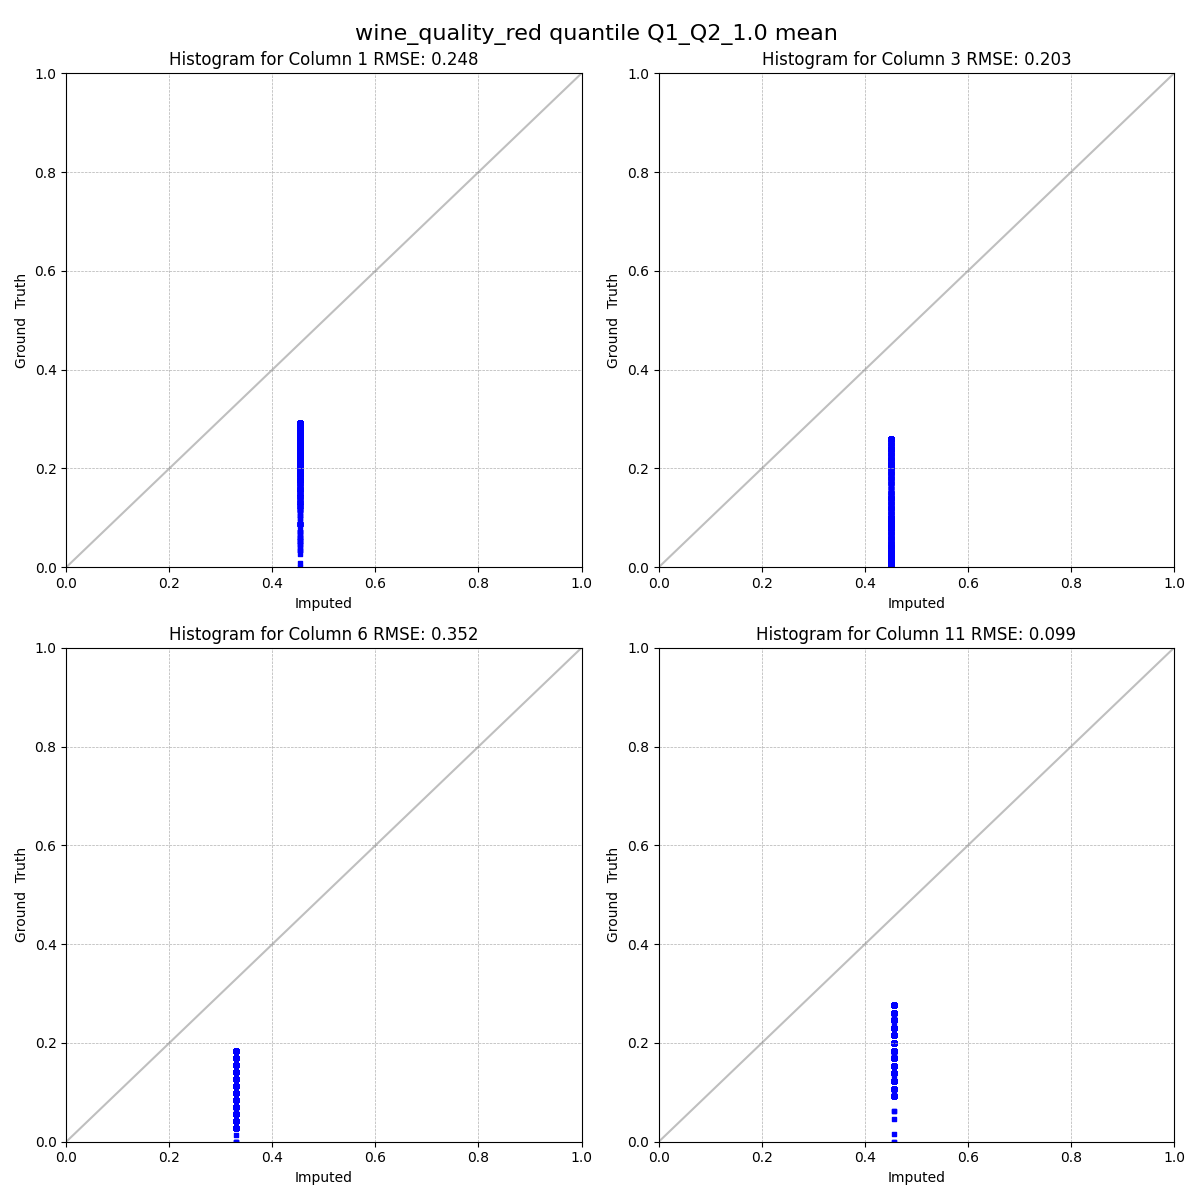 wine_quality_red quantile Q1_Q2_1.0 mean
Histogram for Column 1 RMSE: 0.248
1.0
0.8
0.6
0.4
0.2
0.0
Ground Truth
0.0 0.2 0.4 0.6 0.8 1.0
Imputed
Histogram for Column 3 RMSE: 0.203
1.0
0.8
0.6
0.4
0.2
0.0
Ground Truth
0.0 0.2 0.4 0.6 0.8 1.0
Imputed
Histogram for Column 6 RMSE: 0.352
1.0
0.8
0.6
0.4
0.2
0.0
Ground Truth
0.0 0.2 0.4 0.6 0.8 1.0
Imputed
Histogram for Column 11 RMSE: 0.099
1.0
0.8
0.6
0.4
0.2
0.0
Ground Truth
0.0 0.2 0.4 0.6 0.8 1.0
Imputed